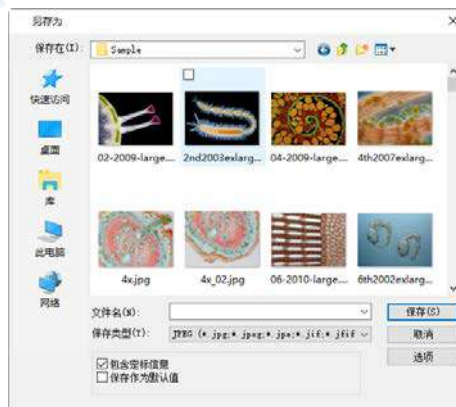 另存为
保存在(I):
Sample
快速访问
桌面
库
此电脑
网络
02-2009-large....
2nd2003exlarg...
04-2009-large....
4th2007exlarg...
4x.jpg
4x_02.jpg
06-2010-large...
6th2002exlarg...
文件名(N):
保存(S)
保存类型(T):
JPEG (*.jpg;*.jpeg;*.jpe;*.jif;*.jfif
取消
选项
包含定标信息
保存作为默认值